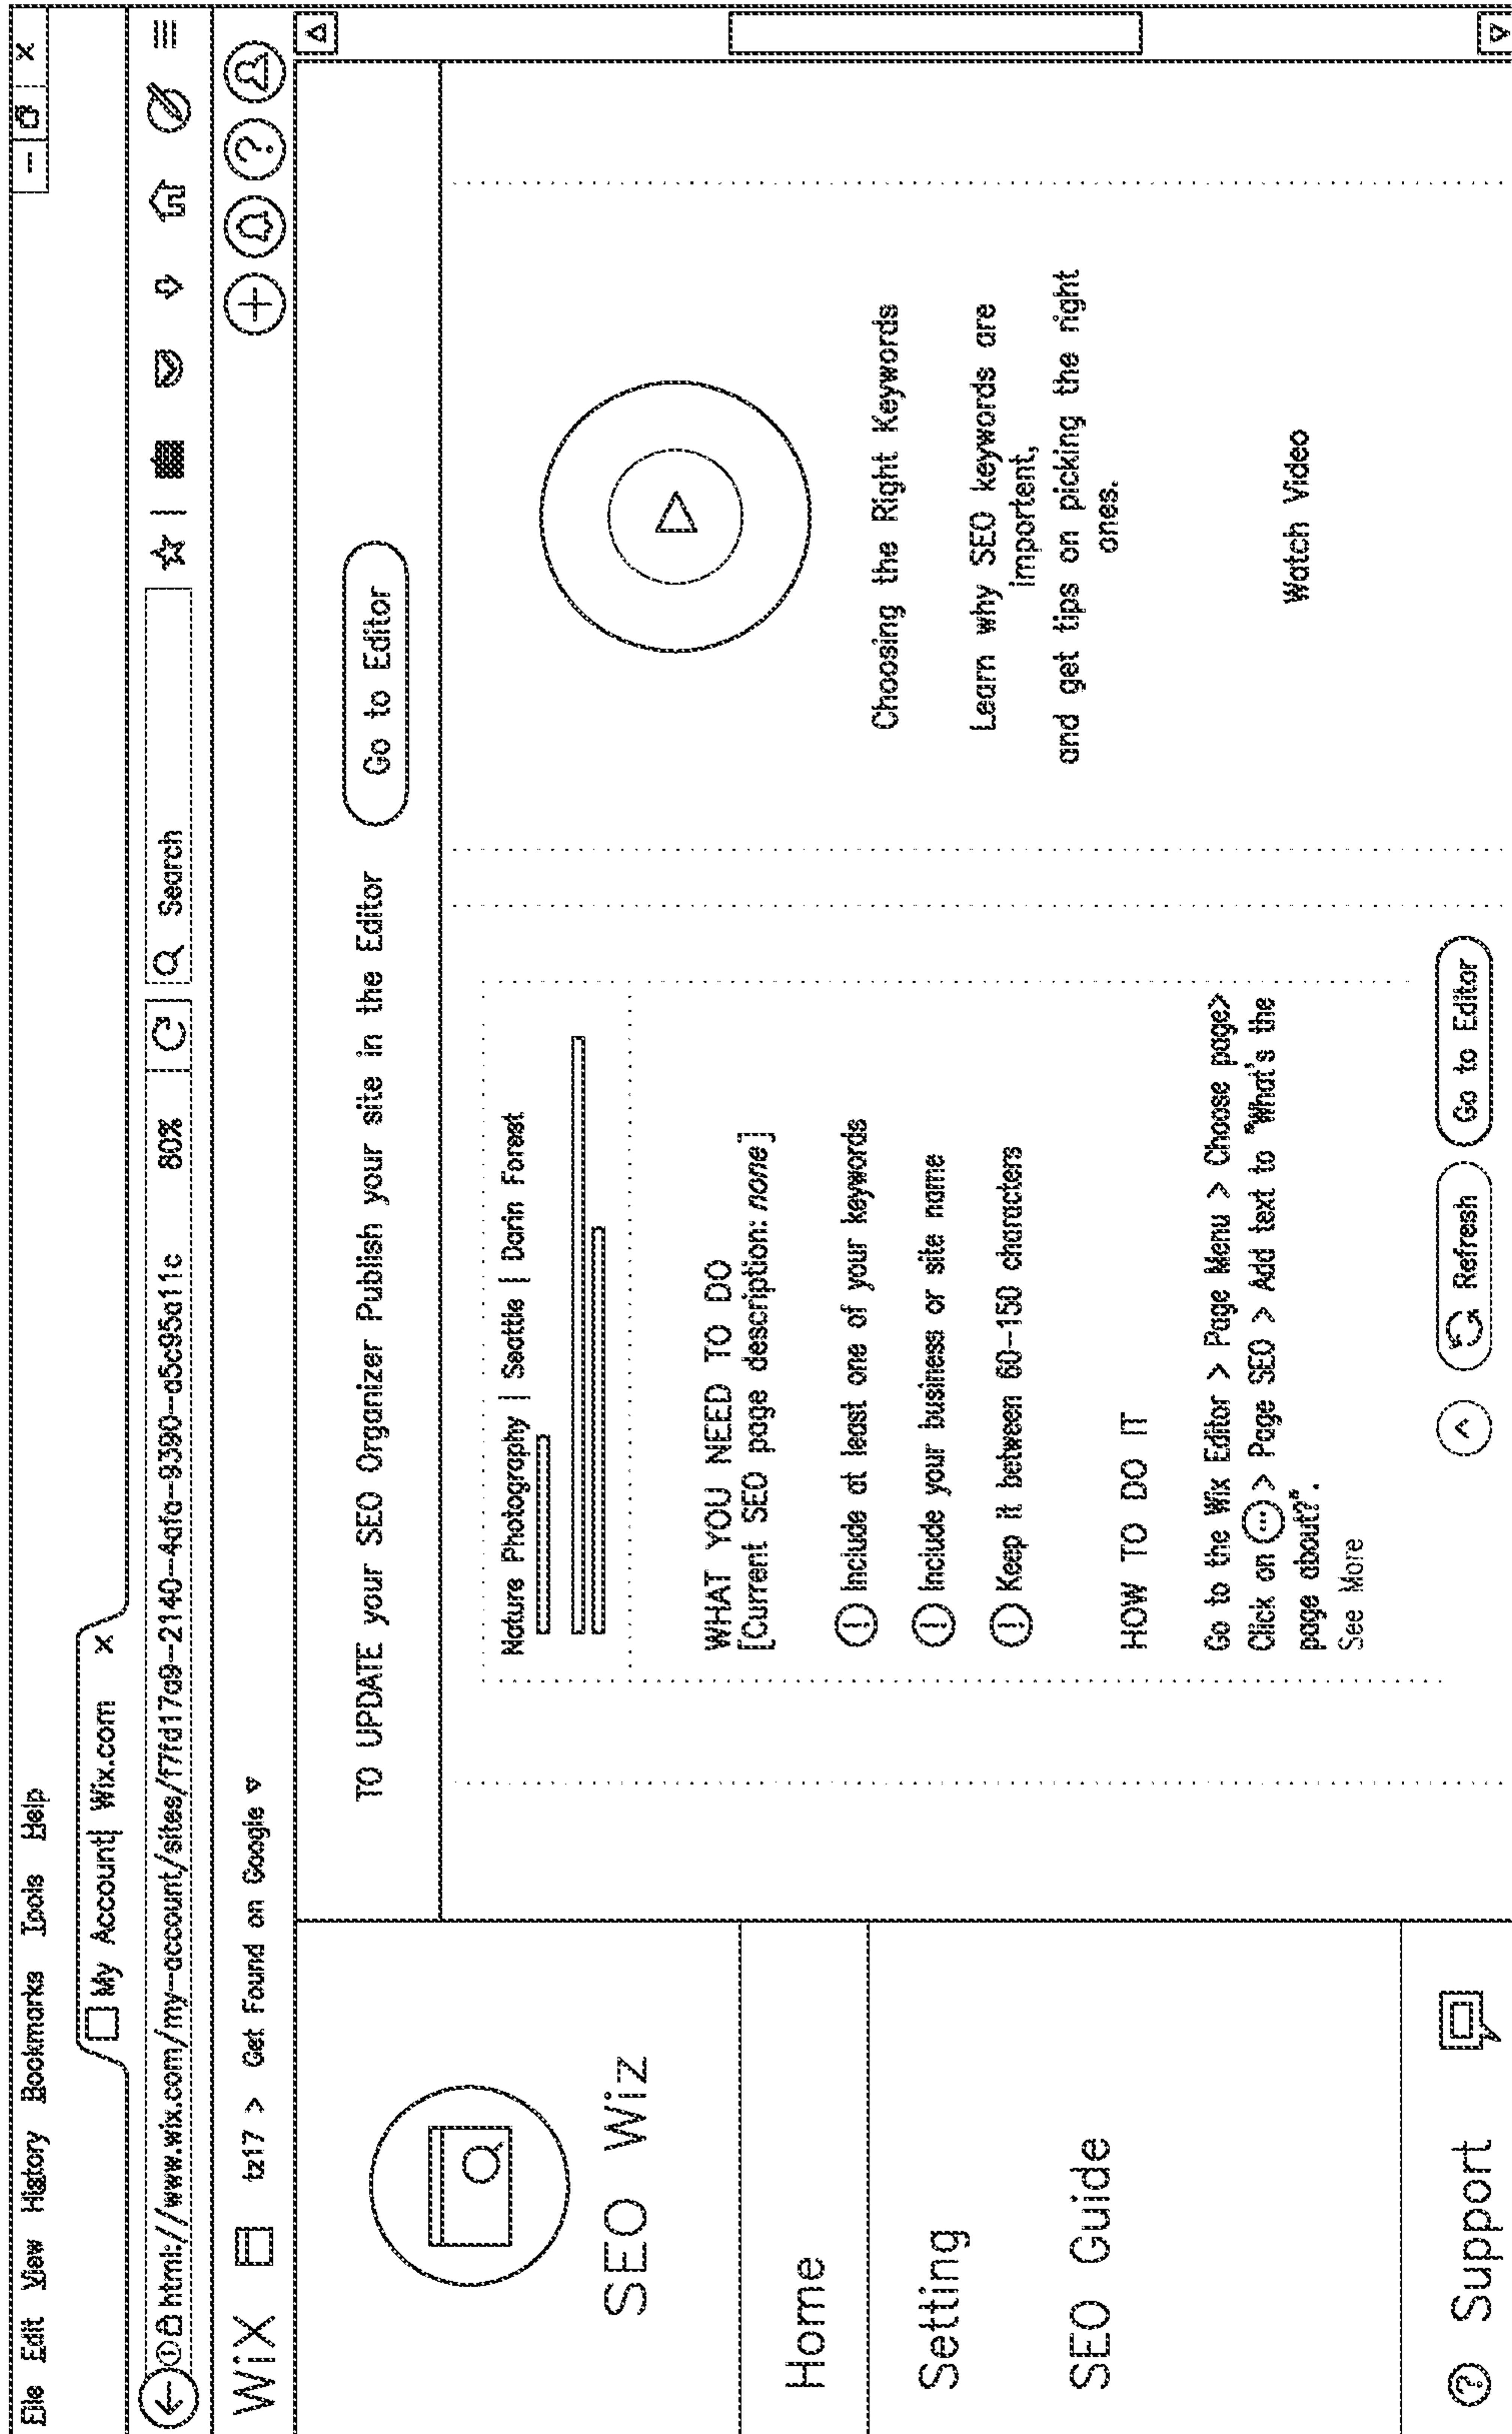 File Edit View History Bookmarks Tools Help
My Account| Wix.com X
html://www.wix.com/my-account/sites/f7fd17a9-2140-4afa-9390-a5c95a11c 80% Search
WiX tz17 > Get Found on Google
TO UPDATE your SEO Organizer Publish your site in the Editor Go to Editor
SEO Wiz
Home
Setting
SEO Guide
? Support
Nature Photography | Seattle | Darin Forest
WHAT YOU NEED TO DO
[Current SEO page description: none]
! Include at least one of your keywords
! Include your business or site name
! Keep it between 60-150 characters
HOW TO DO IT
Go to the Wix Editor > Page Menu > Choose page>
Click on ... > Page SEO > Add text to "What's the
page about?".
See More
Refresh Go to Editor
Choosing the Right Keywords
Learn why SEO keywords are
importent,
and get tips on picking the right
ones.
Watch Video